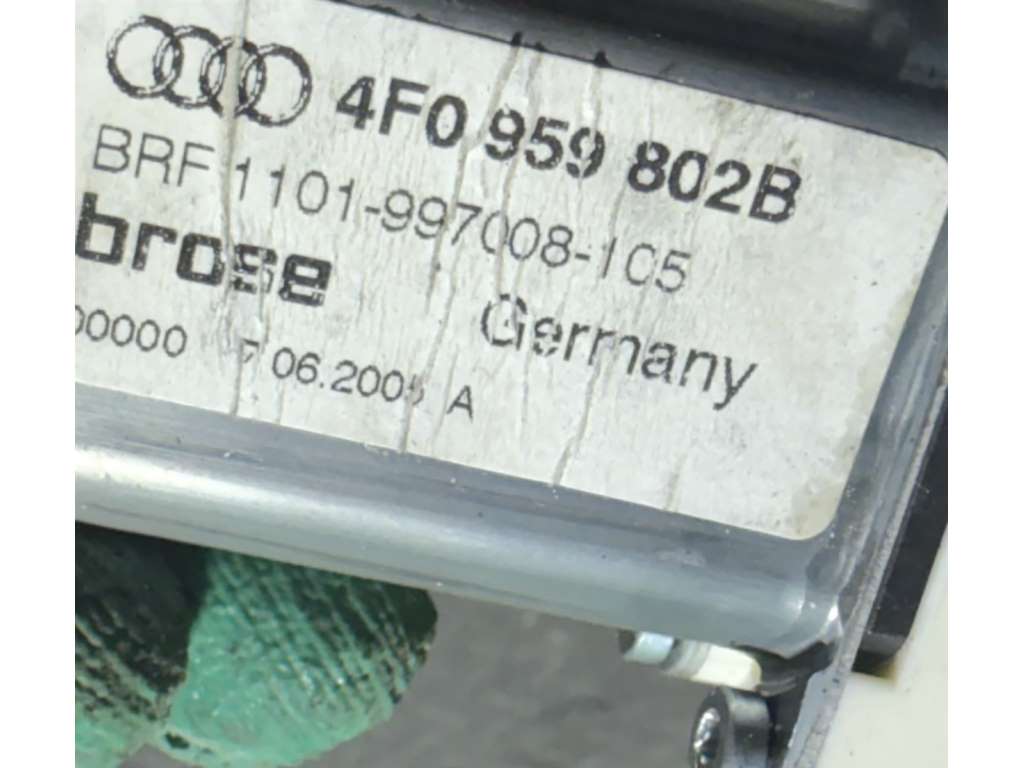 4F0 959 802B
BRF 1101-997008-105
brose
Germany
00000 06.2005 A